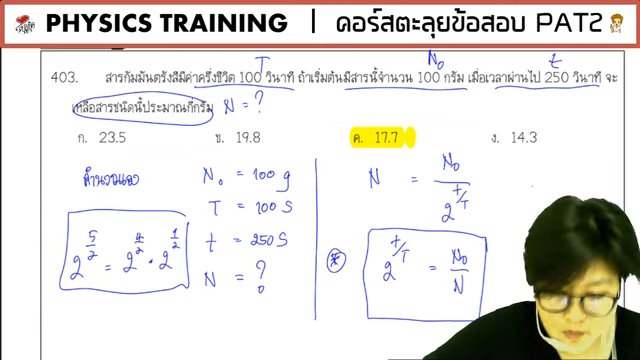 PHYSICS TRAINING | คอร์สตะลุยข้อสอบ PAT2
T N₀ t
403. สารกัมมันตรังสีมีค่าครึ่งชีวิต 100 วินาที ถ้าเริ่มต้นมีสารนี้จำนวน 100 กรัม เมื่อเวลาผ่านไป 250 วินาที จะ
เหลือสารชนิดนี้ประมาณกี่กรัม N = ?
ก. 23.5 ข. 19.8 ค. 17.7 ง. 14.3
คำนวณเอง
2^(5/2) = 2^(4/2) · 2^(1/2)
N₀ = 100 g
T = 100 S
t = 250 S
N = ?
N = N₀ / 2^(t/T)
* 2^(t/T) = N₀/N